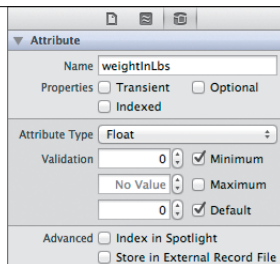 Attribute
Name weightInLbs
Properties Transient Optional
Indexed
Attribute Type Float
Validation 0 Minimum
No Value Maximum
0 Default
Advanced Index in Spotlight
Store in External Record File